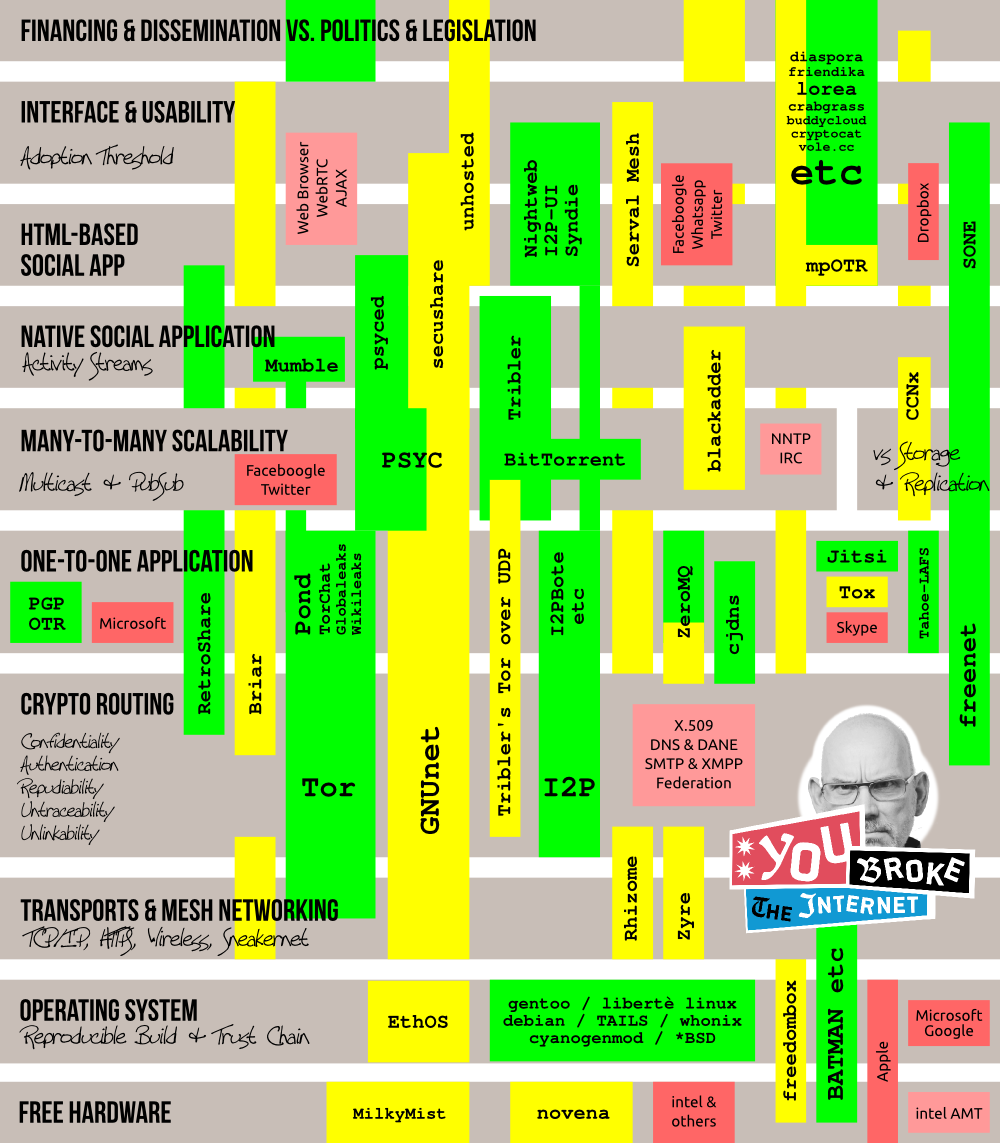 FINANCING & DISSEMINATION VS. POLITICS & LEGISLATION
diaspora
friendika
lorea
crabgrass
buddycloud
cryptocat
vole.cc
etc
INTERFACE & USABILITY
Adoption Threshold
Web Browser
WebRTC
AJAX
unhosted
Nightweb
I2P-UI
Syndie
Serval Mesh
Faceboogle
Whatsapp
Twitter
Dropbox
SONE
HTML-BASED
SOCIAL APP
mpOTR
NATIVE SOCIAL APPLICATION
Activity Streams
Mumble
psyced
secushare
Tribler
blackadder
CCNx
MANY-TO-MANY SCALABILITY
Multicast & PubSub
Faceboogle
Twitter
PSYC
BitTorrent
NNTP
IRC
vs Storage
& Replication
ONE-TO-ONE APPLICATION
PGP
OTR
Microsoft
RetroShare
Briar
Pond
TorChat
Globaleaks
Wikileaks
Tribler's Tor over UDP
I2PBote
etc
ZeroMQ
cjdns
Jitsi
Tox
Skype
Tahoe-LAFS
freenet
CRYPTO ROUTING
Confidentiality
Authentication
Repudiability
Untraceability
Unlinkability
Tor
GNUnet
I2P
X.509
DNS & DANE
SMTP & XMPP
Federation
YOU
BROKE
THE INTERNET
TRANSPORTS & MESH NETWORKING
TCP/IP, HTTPS, Wireless, Sneakernet
Rhizome
Zyre
OPERATING SYSTEM
Reproducible Build & Trust Chain
EthOS
gentoo / libertè linux
debian / TAILS / whonix
cyanogenmod / *BSD
freedombox
BATMAN etc
Apple
Microsoft
Google
FREE HARDWARE
MilkyMist
novena
intel &
others
intel AMT